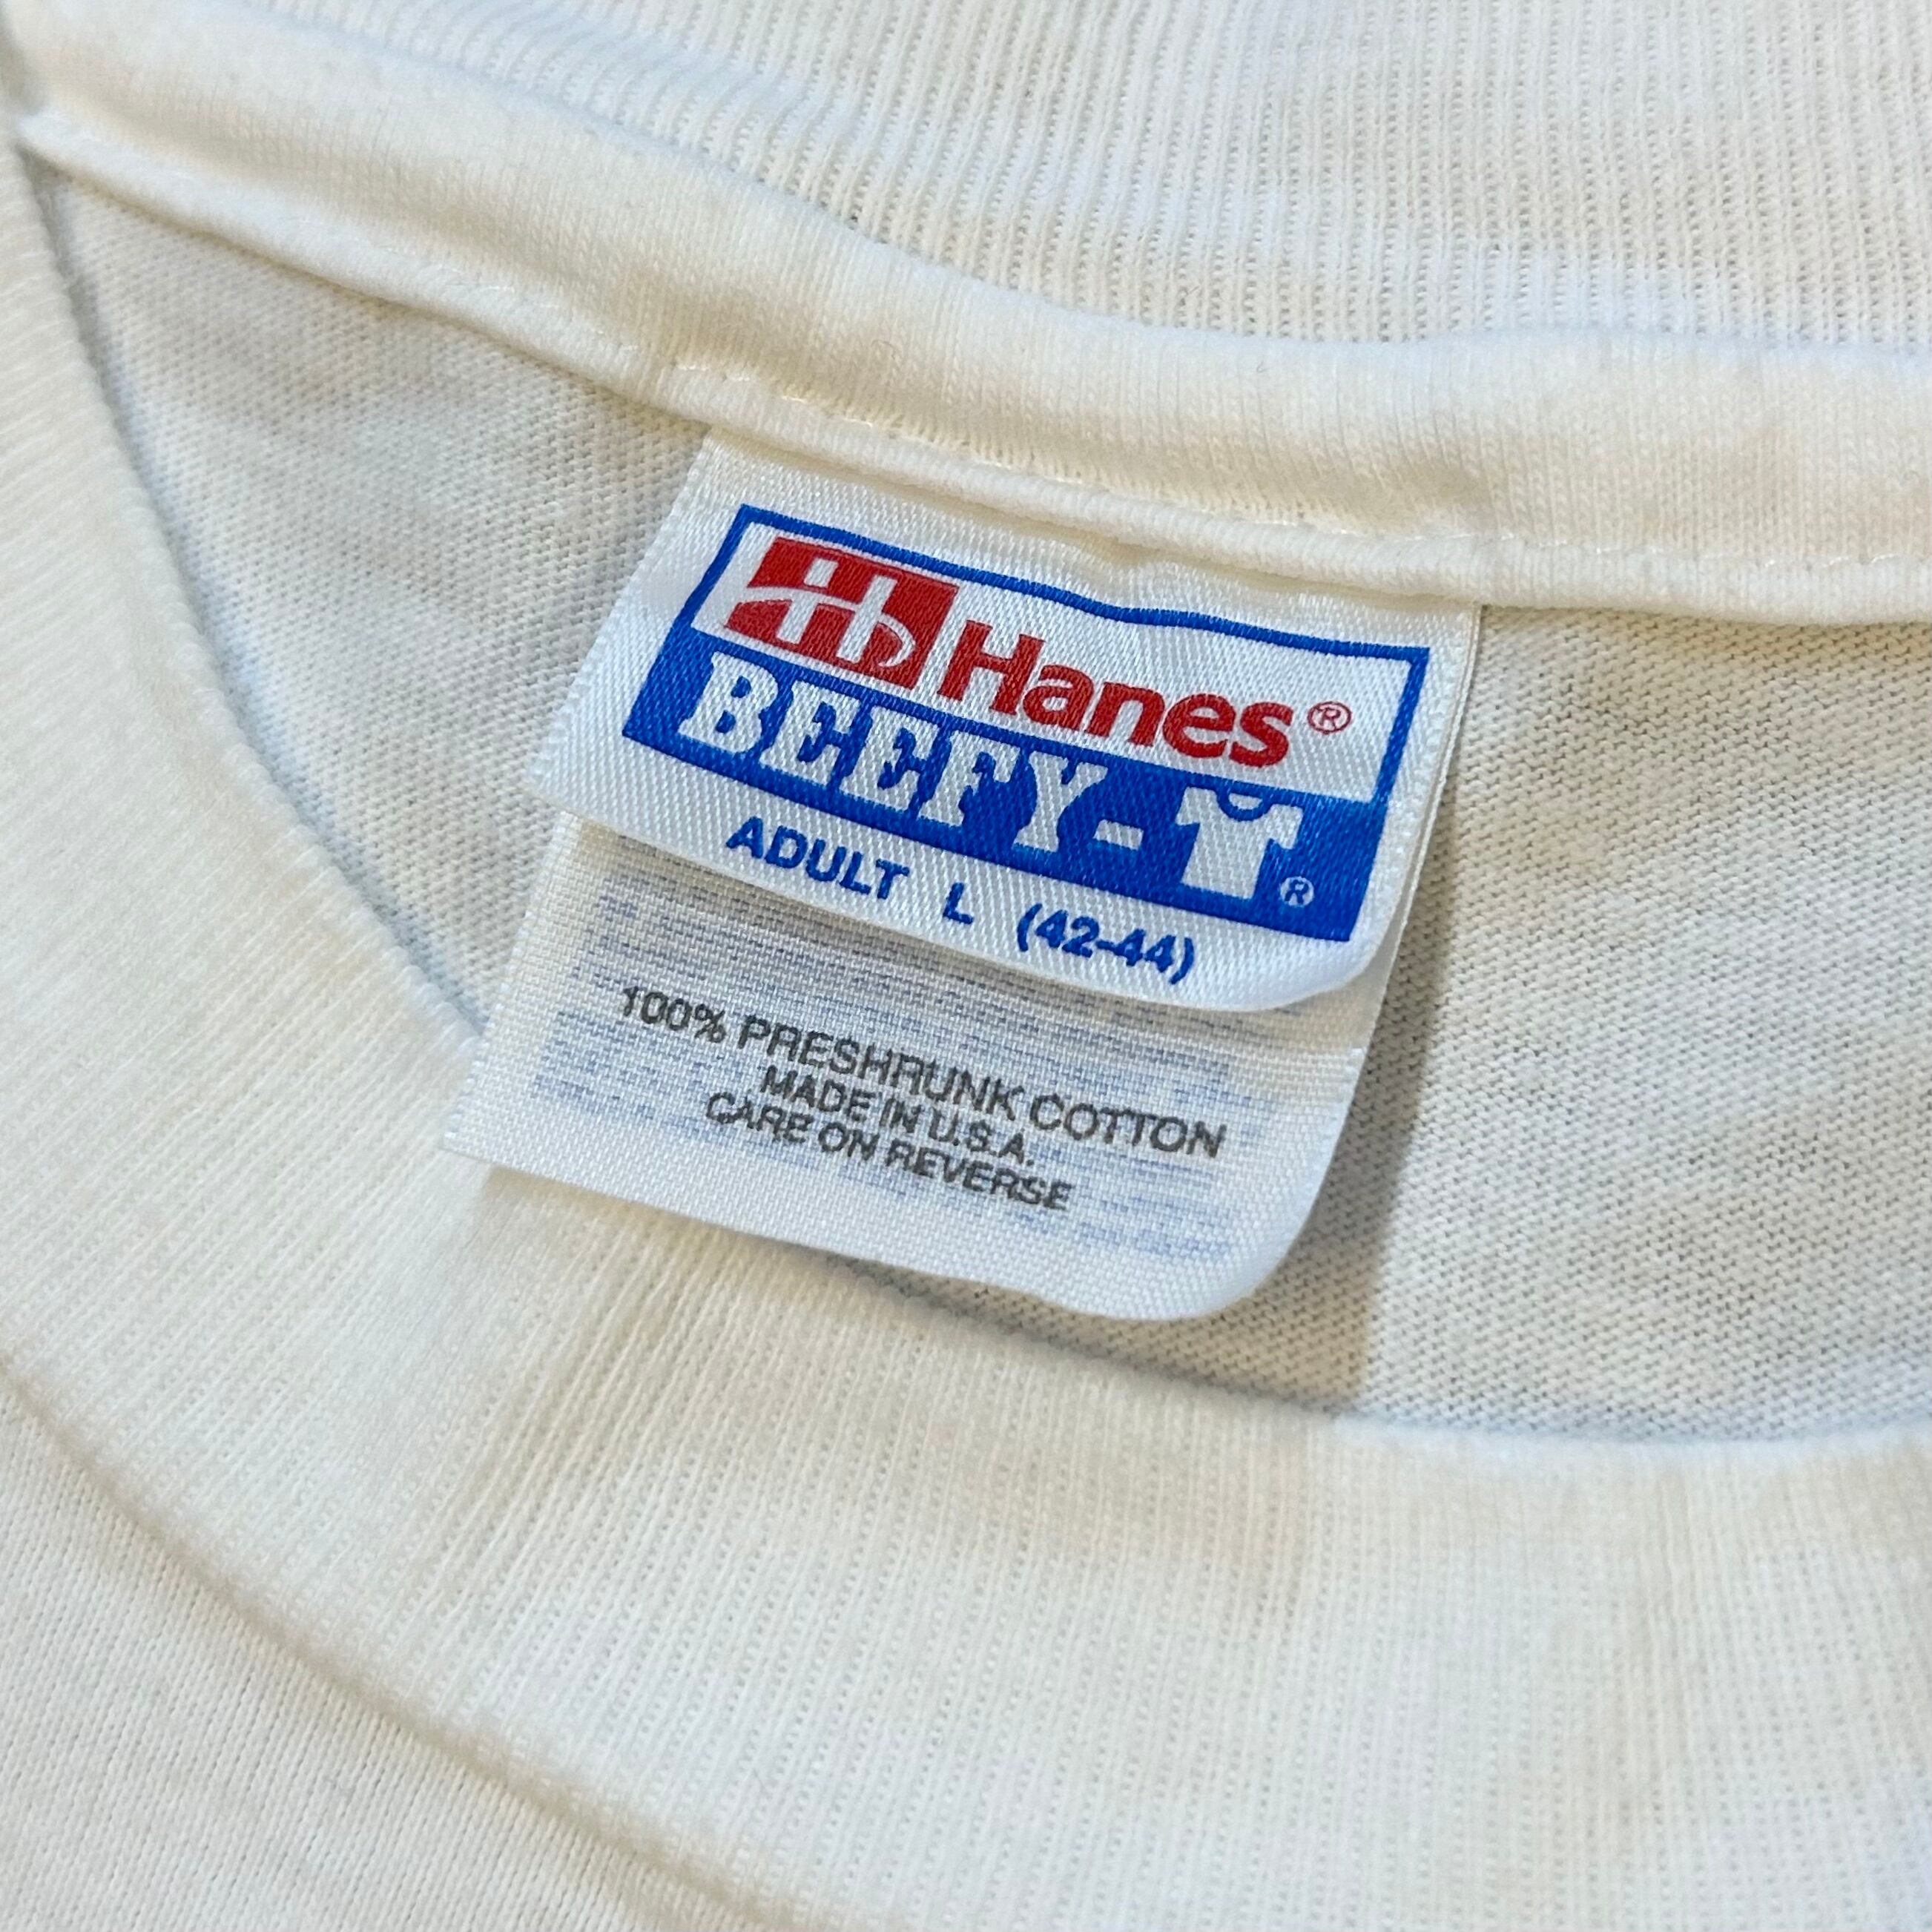 Hanes®
BEEFY-T®
ADULT L (42-44)
100% PRESHRUNK COTTON
MADE IN U.S.A.
CARE ON REVERSE